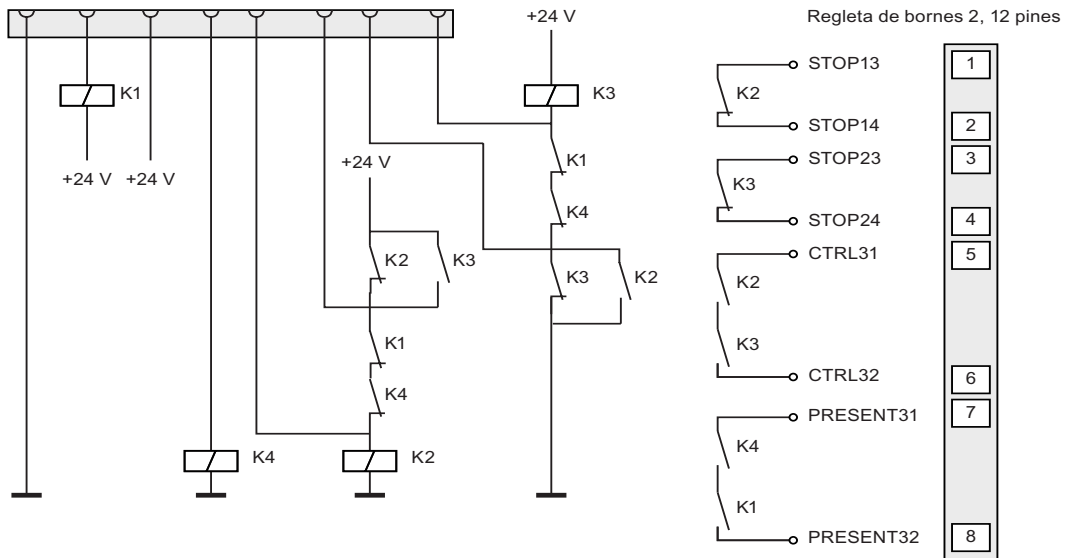 +24 V
Regleta de bornes 2, 12 pines
K1
K3
+24 V +24 V
+24 V
K1
K4
K2
K3
K3
K2
K1
K4
K4
K2
STOP13
1
K2
STOP14
2
STOP23
3
K3
STOP24
4
CTRL31
5
K2
K3
CTRL32
6
PRESENT31
7
K4
K1
PRESENT32
8